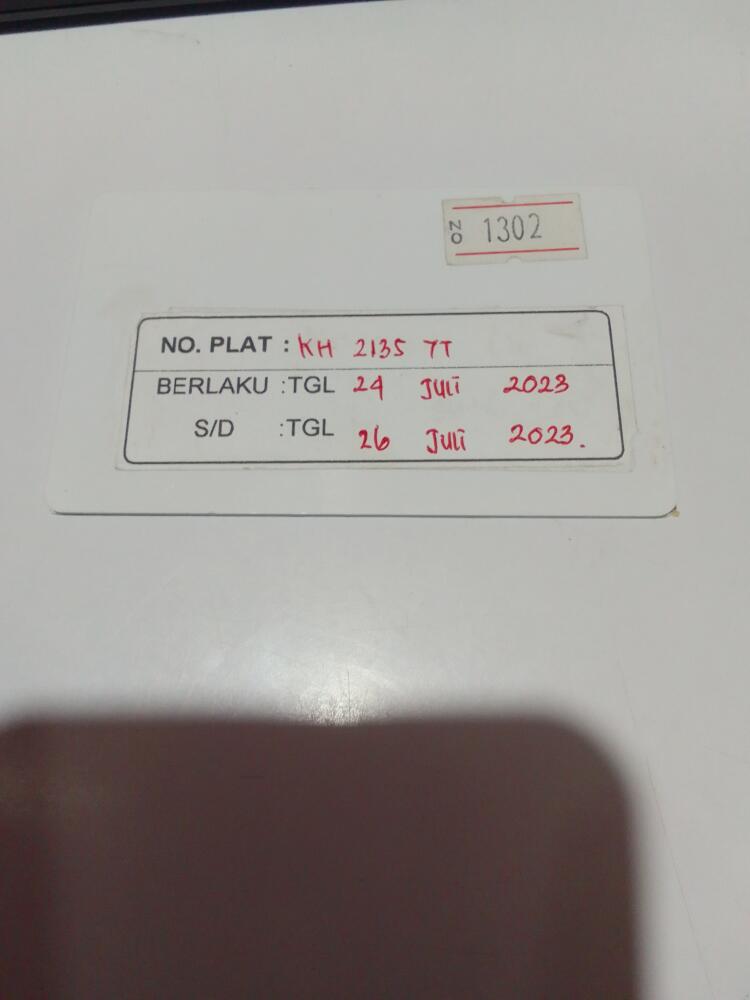 NO 1302
NO. PLAT : KH 2135 TT
BERLAKU :TGL 24 Juli 2023
S/D :TGL 26 Juli 2023.